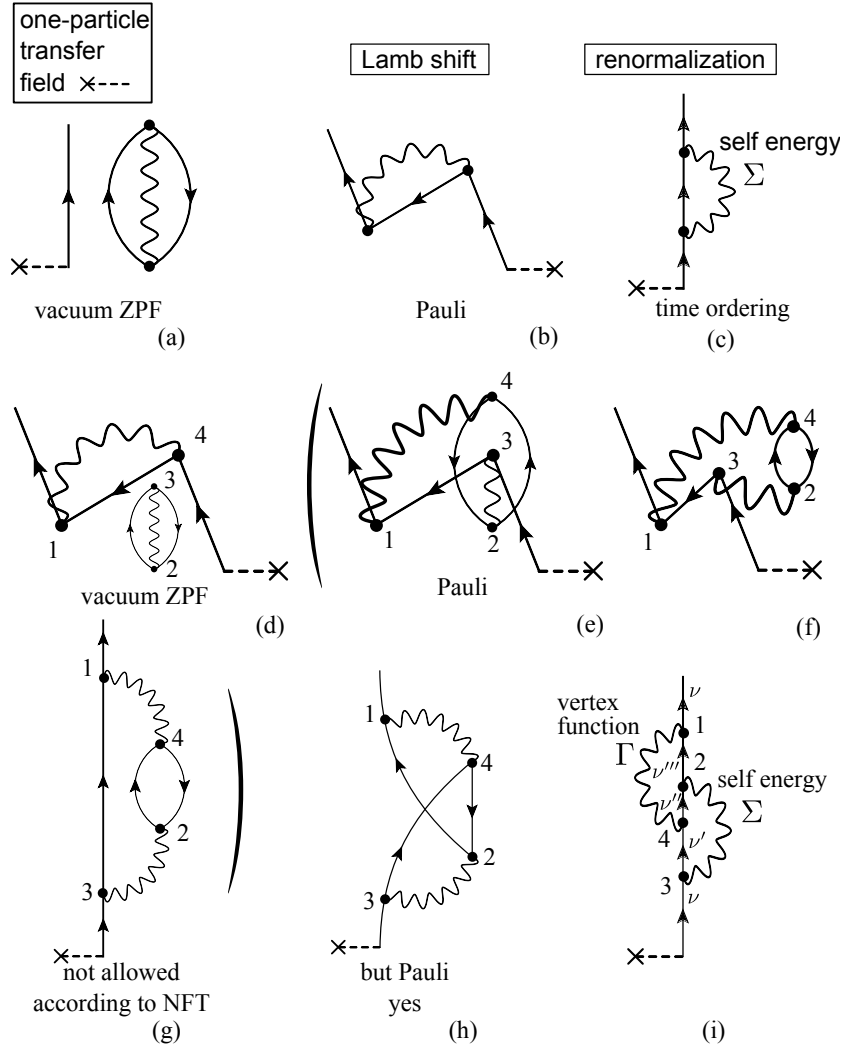 one-particle
transfer
field
Lamb shift
renormalization
self energy
Σ
vacuum ZPF
Pauli
time ordering
(a)
(b)
(c)
4
3
1
2
vacuum ZPF
(d)
4
3
1
2
Pauli
(e)
4
3
2
1
(f)
1
4
2
3
not allowed
according to NFT
(g)
1
4
2
3
but Pauli
yes
(h)
ν
vertex
function
Γ
1
2
ν'''
self energy
Σ
ν''
4
ν'
3
ν
(i)